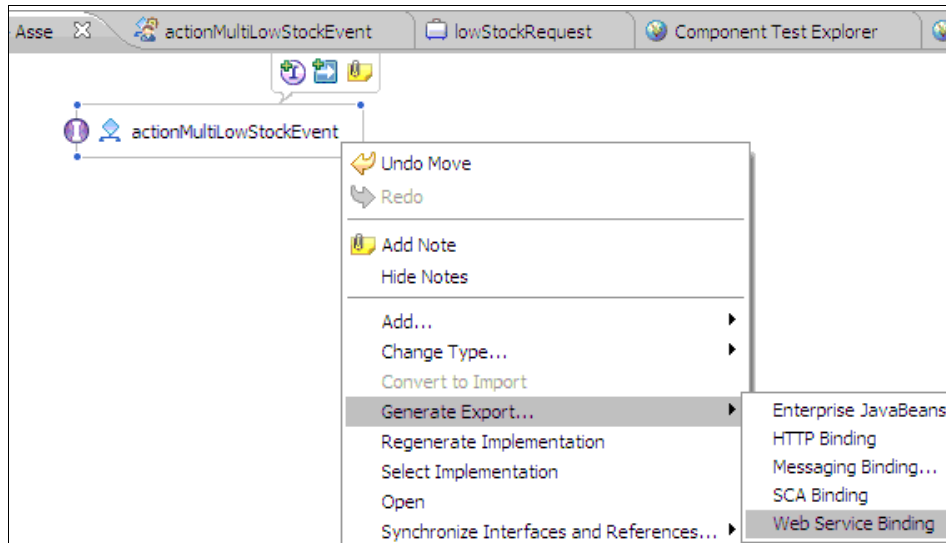 Asse actionMultiLowStockEvent lowStockRequest Component Test Explorer
actionMultiLowStockEvent
Undo Move
Redo
Add Note
Hide Notes
Add...
Change Type...
Convert to Import
Generate Export...
Regenerate Implementation
Select Implementation
Open
Synchronize Interfaces and References...
Enterprise JavaBeans
HTTP Binding
Messaging Binding...
SCA Binding
Web Service Binding